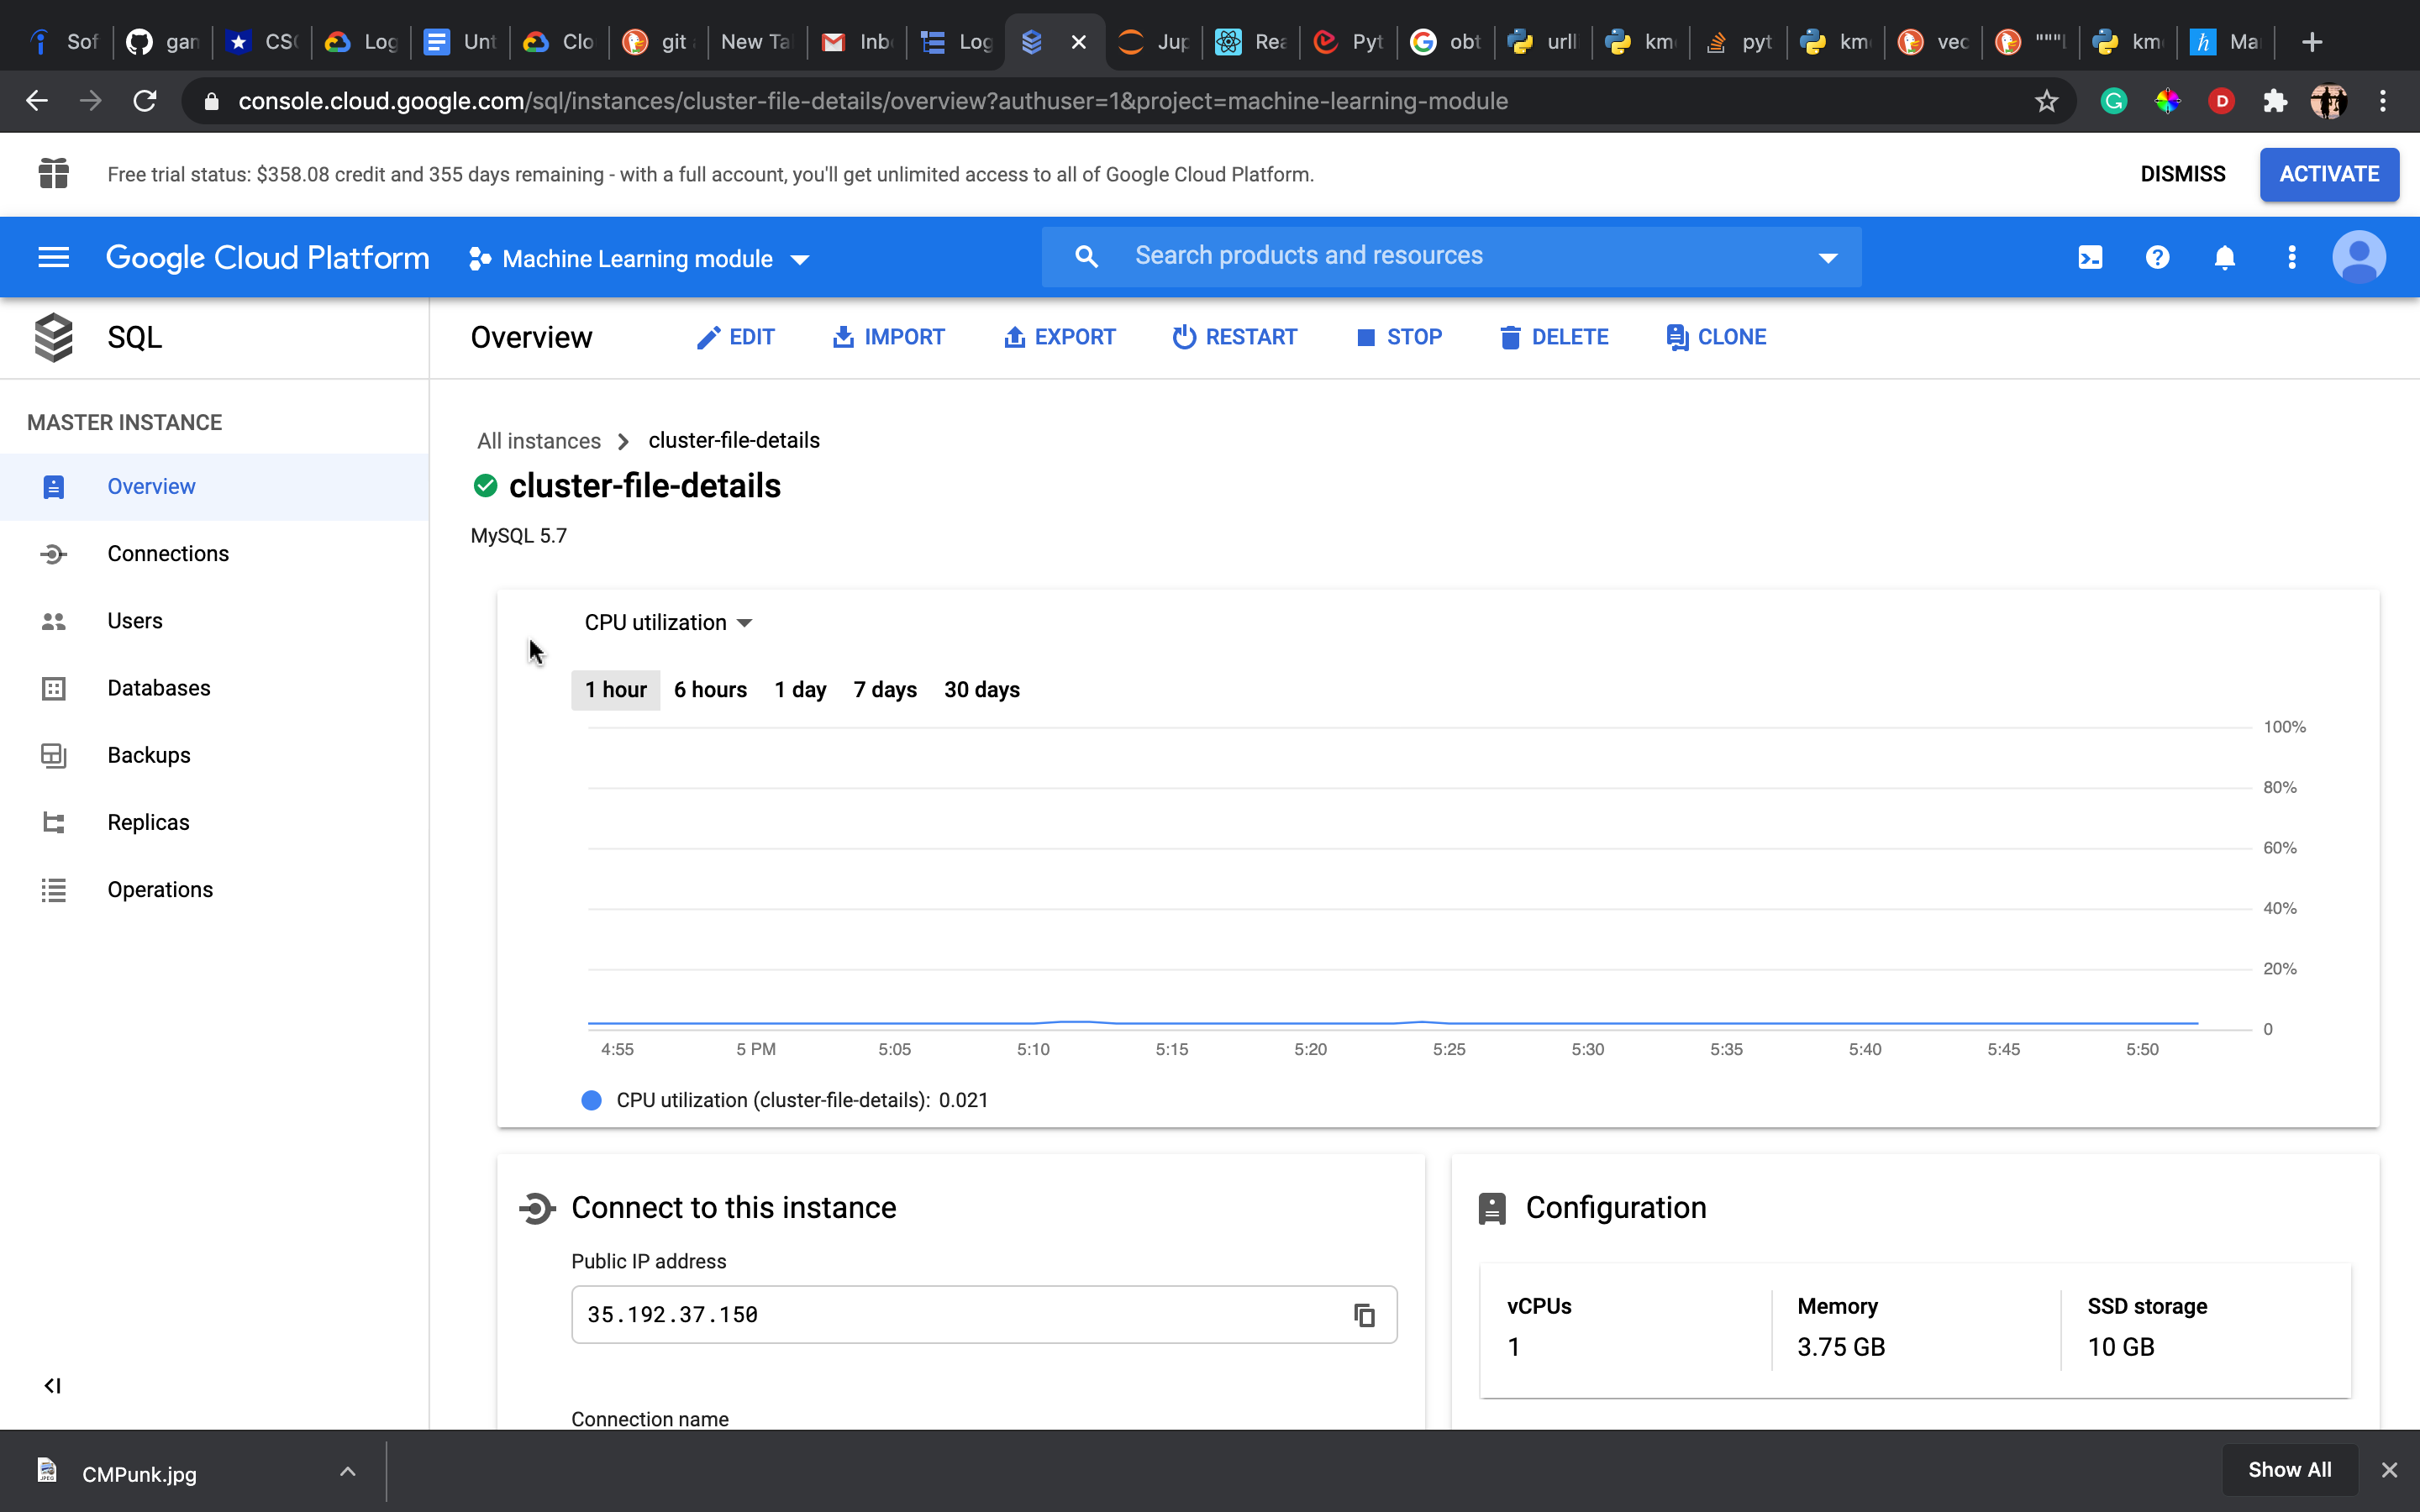 Sof gan CS Log Unt Clo git New Ta Inb Log Jup Rea Pyt obt urll km pyt km vec """ km Ma
console.cloud.google.com/sql/instances/cluster-file-details/overview?authuser=1&project=machine-learning-module
Free trial status: $358.08 credit and 355 days remaining - with a full account, you'll get unlimited access to all of Google Cloud Platform.
DISMISS
ACTIVATE
Google Cloud Platform
Machine Learning module
Search products and resources
SQL
Overview
EDIT
IMPORT
EXPORT
RESTART
STOP
DELETE
CLONE
MASTER INSTANCE
Overview
Connections
Users
Databases
Backups
Replicas
Operations
All instances
cluster-file-details
cluster-file-details
MySQL 5.7
CPU utilization
1 hour 6 hours 1 day 7 days 30 days
100%
80%
60%
40%
20%
0
4:55 5 PM 5:05 5:10 5:15 5:20 5:25 5:30 5:35 5:40 5:45 5:50
CPU utilization (cluster-file-details): 0.021
Connect to this instance
Public IP address
35.192.37.150
Connection name
Configuration
vCPUs
1
Memory
3.75 GB
SSD storage
10 GB
CMPunk.jpg
Show All